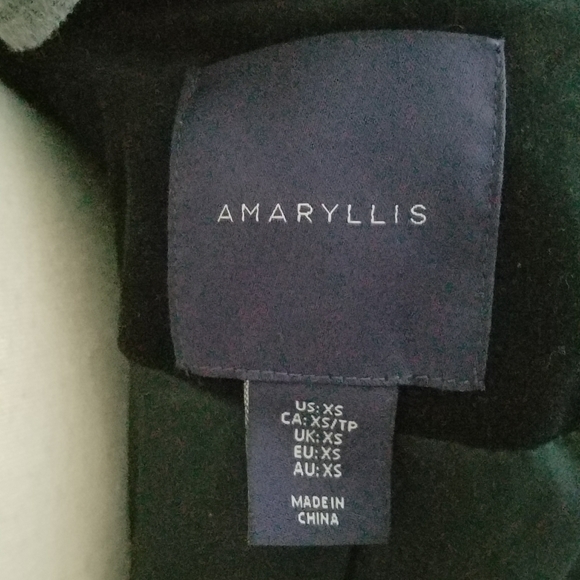 AMARYLLIS
US: XS
CA: XS/TP
UK: XS
EU: XS
AU: XS
MADE IN
CHINA